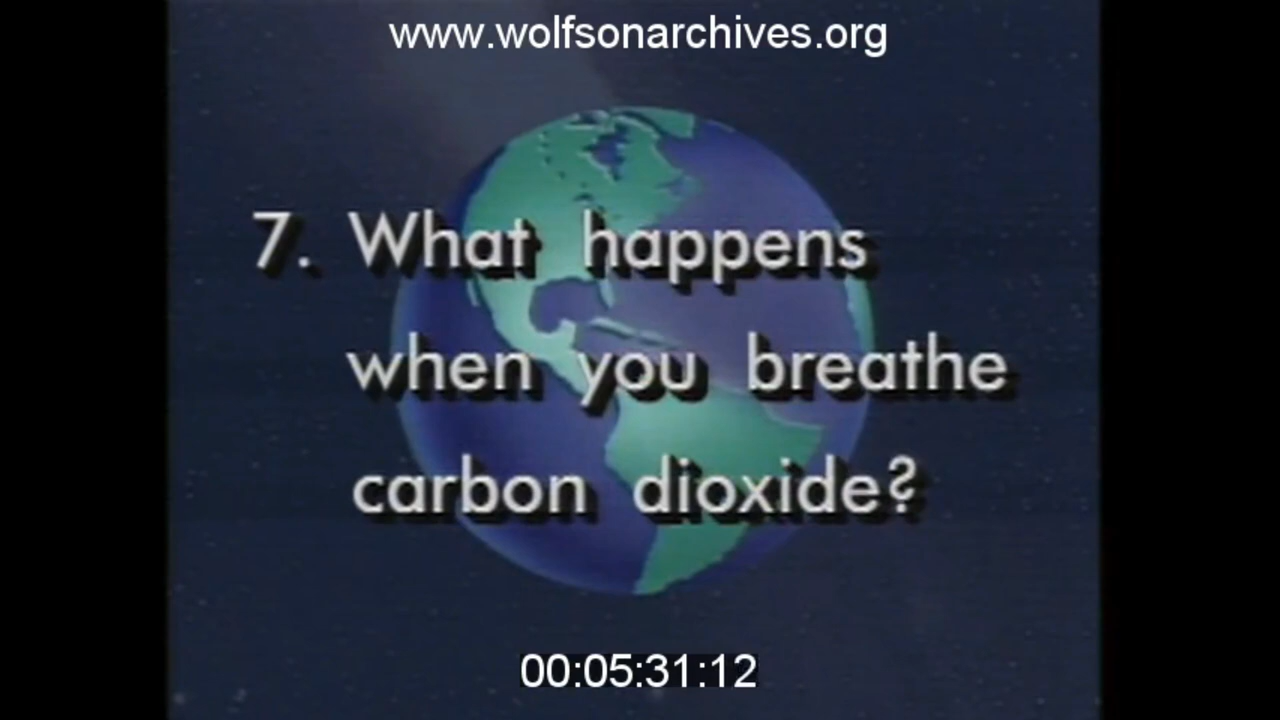 www.wolfsonarchives.org
7. What happens
when you breathe
carbon dioxide?
00:05:31:12